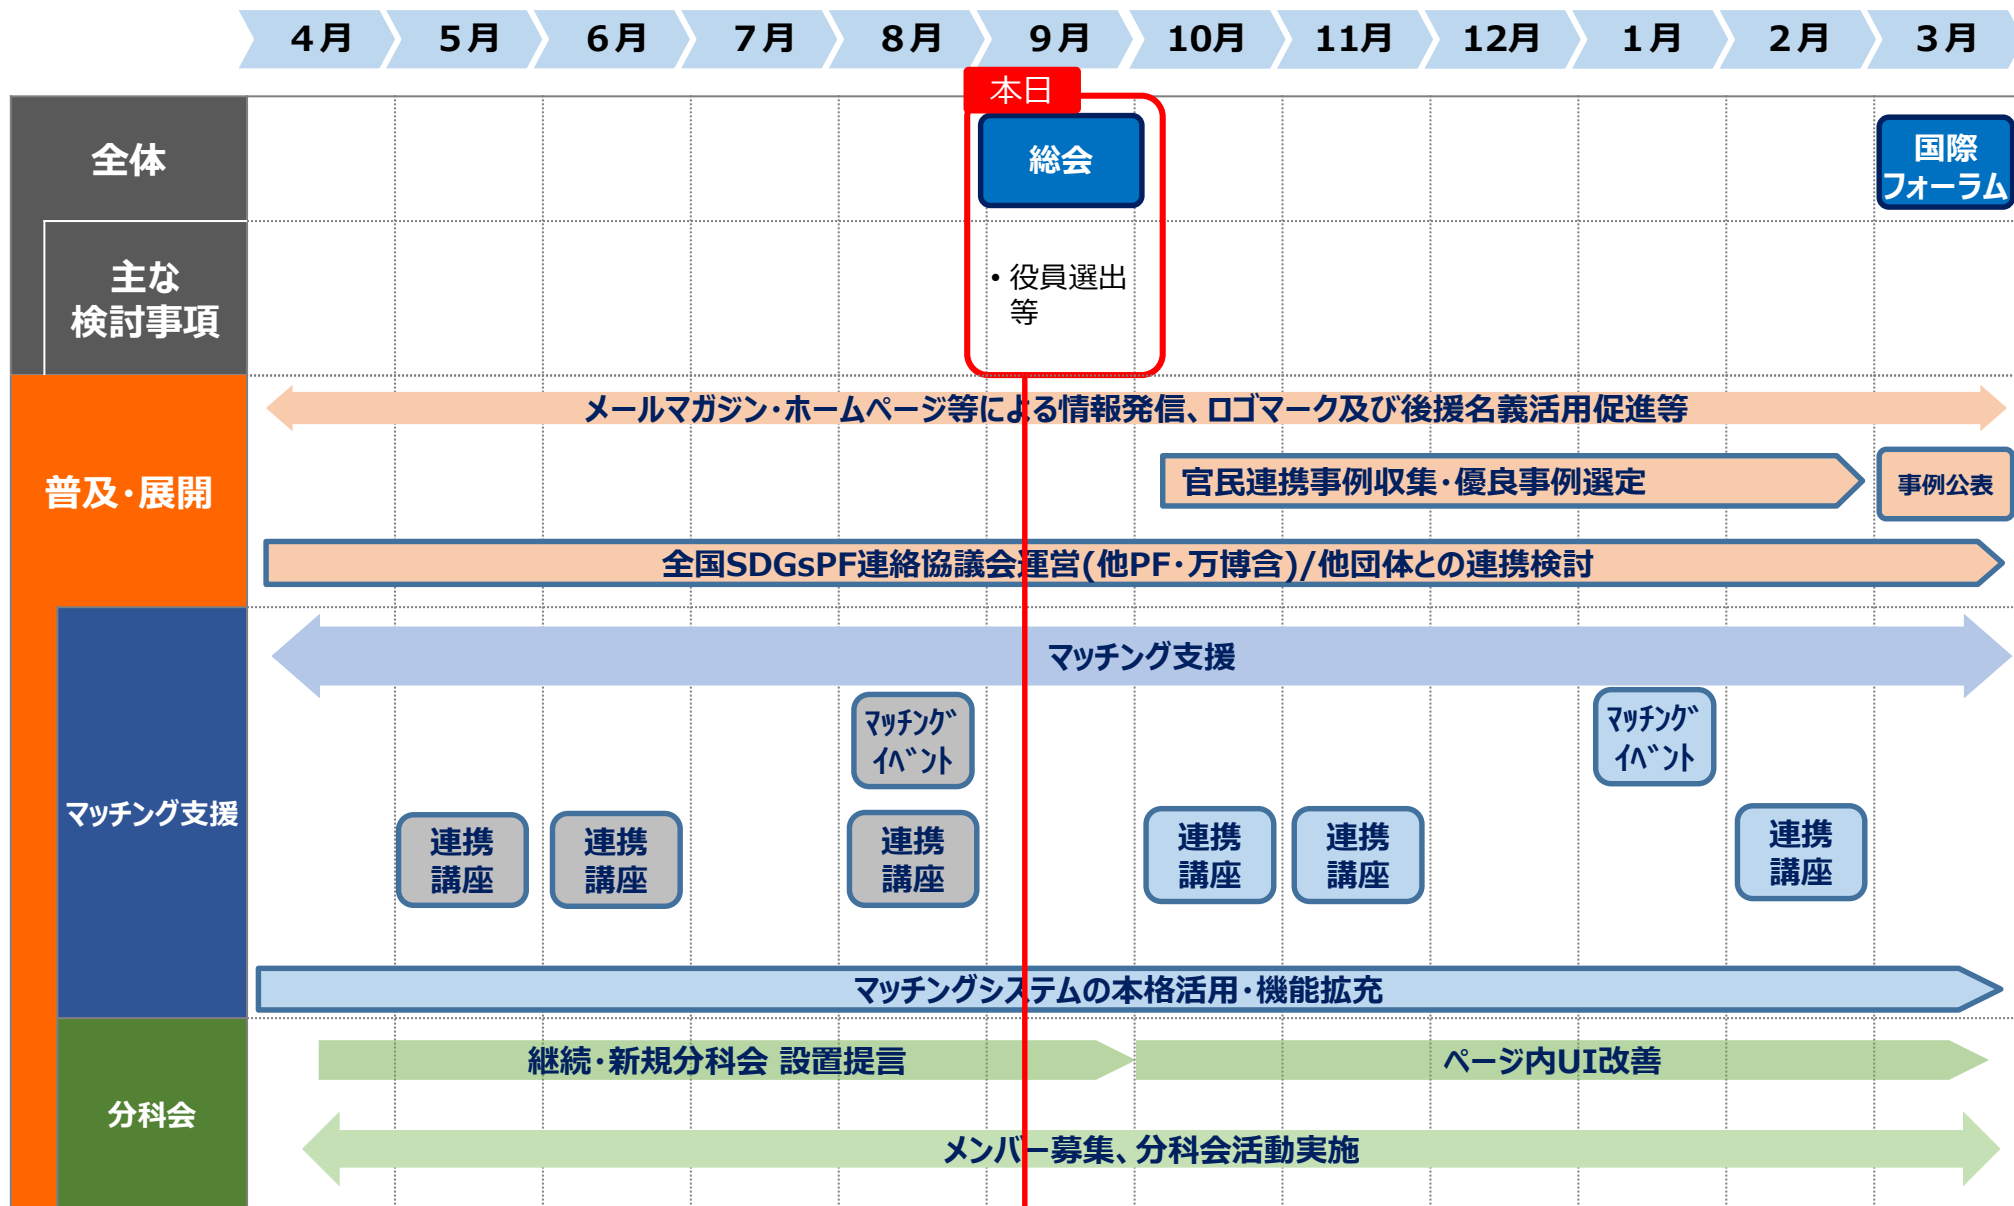 4月 5月 6月 7月 8月 9月 10月 11月 12月 1月 2月 3月
本日
全体
総会
国際
フォーラム
主な
検討事項
・役員選出
等
普及・展開
メールマガジン・ホームページ等による情報発信、ロゴマーク及び後援名義活用促進等
官民連携事例収集・優良事例選定
事例公表
全国SDGsPF連絡協議会運営(他PF・万博含)/他団体との連携検討
マッチング支援
マッチング支援
ﾏｯﾁﾝｸﾞ
ｲﾍﾞﾝﾄ
ﾏｯﾁﾝｸﾞ
ｲﾍﾞﾝﾄ
連携
講座
連携
講座
連携
講座
連携
講座
連携
講座
連携
講座
マッチングシステムの本格活用・機能拡充
分科会
継続・新規分科会 設置提言
ページ内UI改善
メンバー募集、分科会活動実施